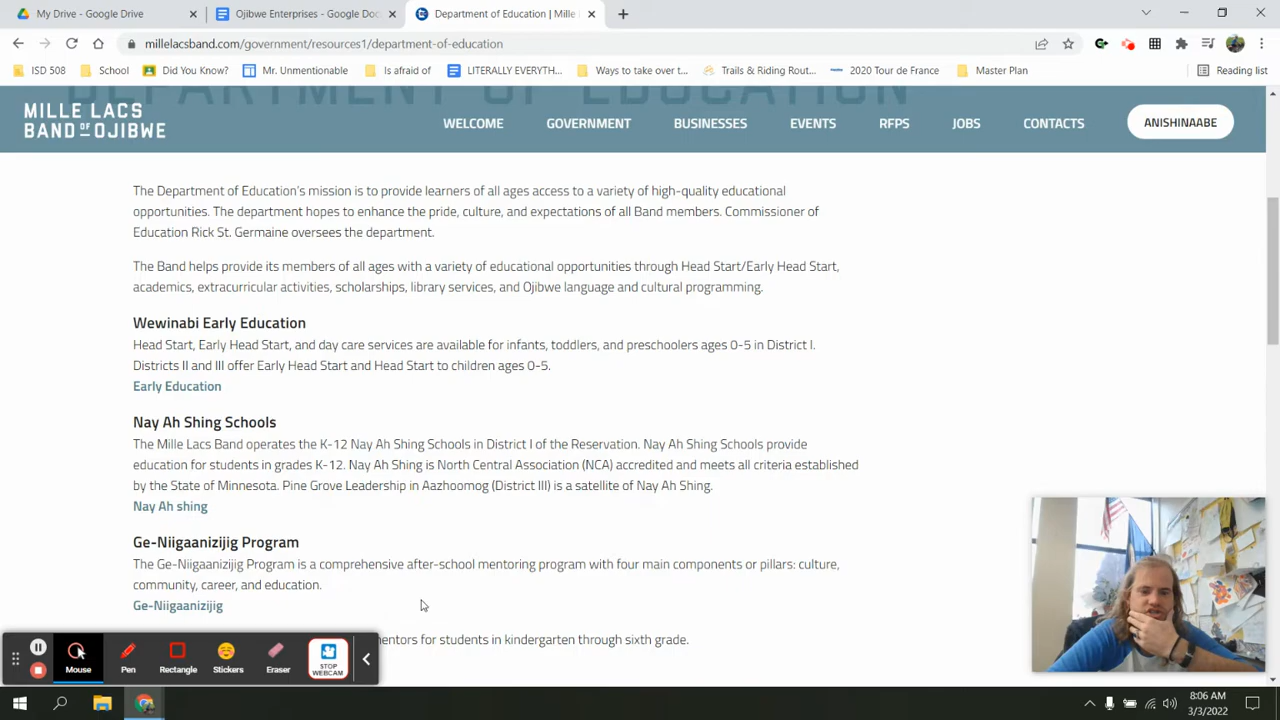 My Drive - Google Drive
Ojibwe Enterprises - Google Doc
Department of Education | Mille
millelacsband.com/government/resources1/department-of-education
ISD 508
School
Did You Know?
Mr. Unmentionable
Is afraid of
LITERALLY EVERYTH...
Ways to take over t...
Trails & Riding Rout...
2020 Tour de France
Master Plan
Reading list
DEPARTMENT OF EDUCATION
MILLE LACS
BAND OF OJIBWE
WELCOME
GOVERNMENT
BUSINESSES
EVENTS
RFPS
JOBS
CONTACTS
ANISHINAABE
The Department of Education's mission is to provide learners of all ages access to a variety of high-quality educational
opportunities. The department hopes to enhance the pride, culture, and expectations of all Band members. Commissioner of
Education Rick St. Germaine oversees the department.
The Band helps provide its members of all ages with a variety of educational opportunities through Head Start/Early Head Start,
academics, extracurricular activities, scholarships, library services, and Ojibwe language and cultural programming.
Wewinabi Early Education
Head Start, Early Head Start, and day care services are available for infants, toddlers, and preschoolers ages 0-5 in District I.
Districts II and III offer Early Head Start and Head Start to children ages 0-5.
Early Education
Nay Ah Shing Schools
The Mille Lacs Band operates the K-12 Nay Ah Shing Schools in District I of the Reservation. Nay Ah Shing Schools provide
education for students in grades K-12. Nay Ah Shing is North Central Association (NCA) accredited and meets all criteria established
by the State of Minnesota. Pine Grove Leadership in Aazhoomog (District III) is a satellite of Nay Ah Shing.
Nay Ah shing
Ge-Niigaanizijig Program
The Ge-Niigaanizijig Program is a comprehensive after-school mentoring program with four main components or pillars: culture,
community, career, and education.
Ge-Niigaanizijig
entors for students in kindergarten through sixth grade.
Mouse
Pen
Rectangle
Stickers
Eraser
STOP
WEBCAM
8:06 AM
3/3/2022